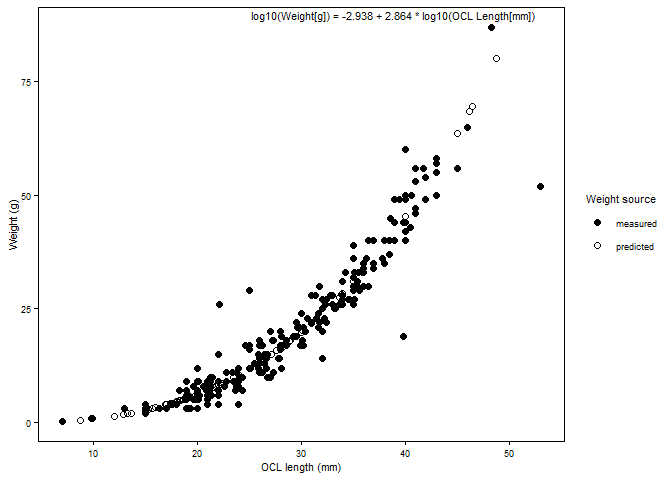 log10(Weight[g]) = -2.938 + 2.864 * log10(OCL Length[mm])
75
50
25
0
Weight (g)
10
20
30
40
50
OCL length (mm)
Weight source
measured
predicted